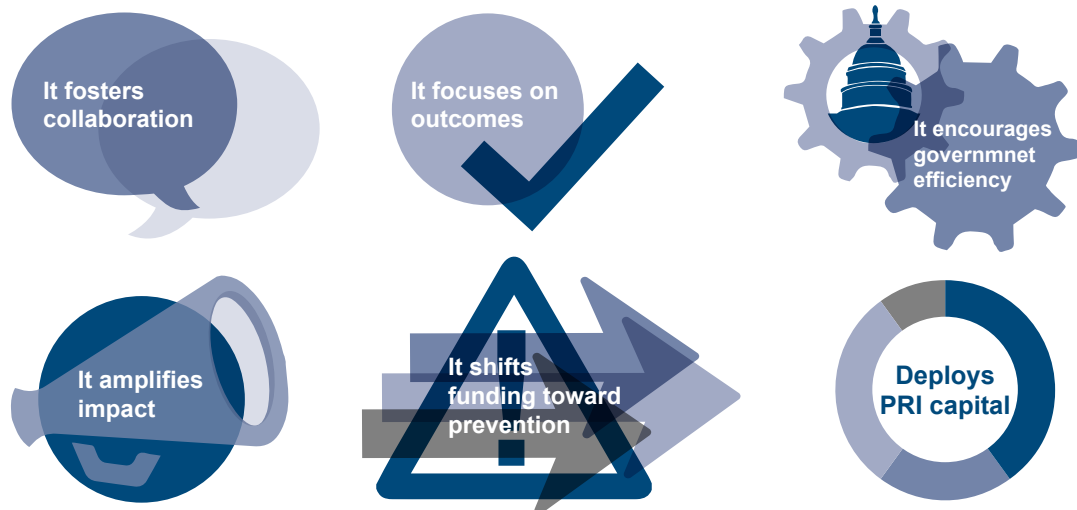 It fosters
collaboration
It focuses on
outcomes
It encourages
governmnet
efficiency
It amplifies
impact
It shifts
funding toward
prevention
Deploys
PRI capital